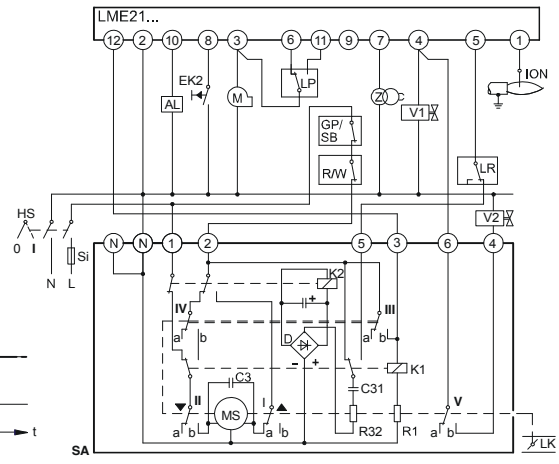 LME21...
12 2 10 8 3 6 11 9 7 4 5 1
EK2
LP
ION
AL
M
Z C
V1
GP/
SB
R/W
LR
HS
0 I
Si
V2
N L
N N 1 2 5 3 6 4
K2
+
IV
III
a b
a b
D
- +
K1
C3
C31
II
I
V
MS
a b
a b
R32
R1
a b
LK
t
SA